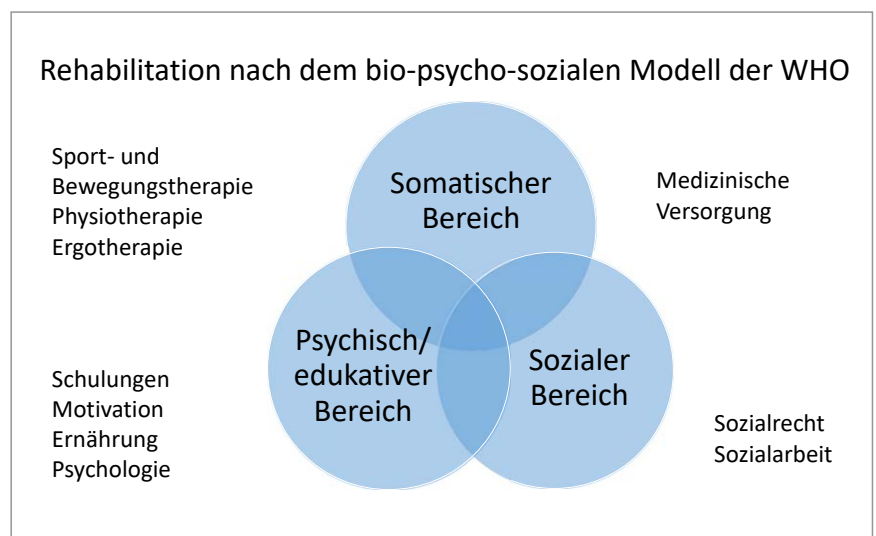 Rehabilitation nach dem bio-psycho-sozialen Modell der WHO
Sport- und
Bewegungstherapie
Physiotherapie
Ergotherapie
Somatischer
Bereich
Medizinische
Versorgung
Psychisch/
edukativer
Bereich
Sozialer
Bereich
Schulungen
Motivation
Ernährung
Psychologie
Sozialrecht
Sozialarbeit